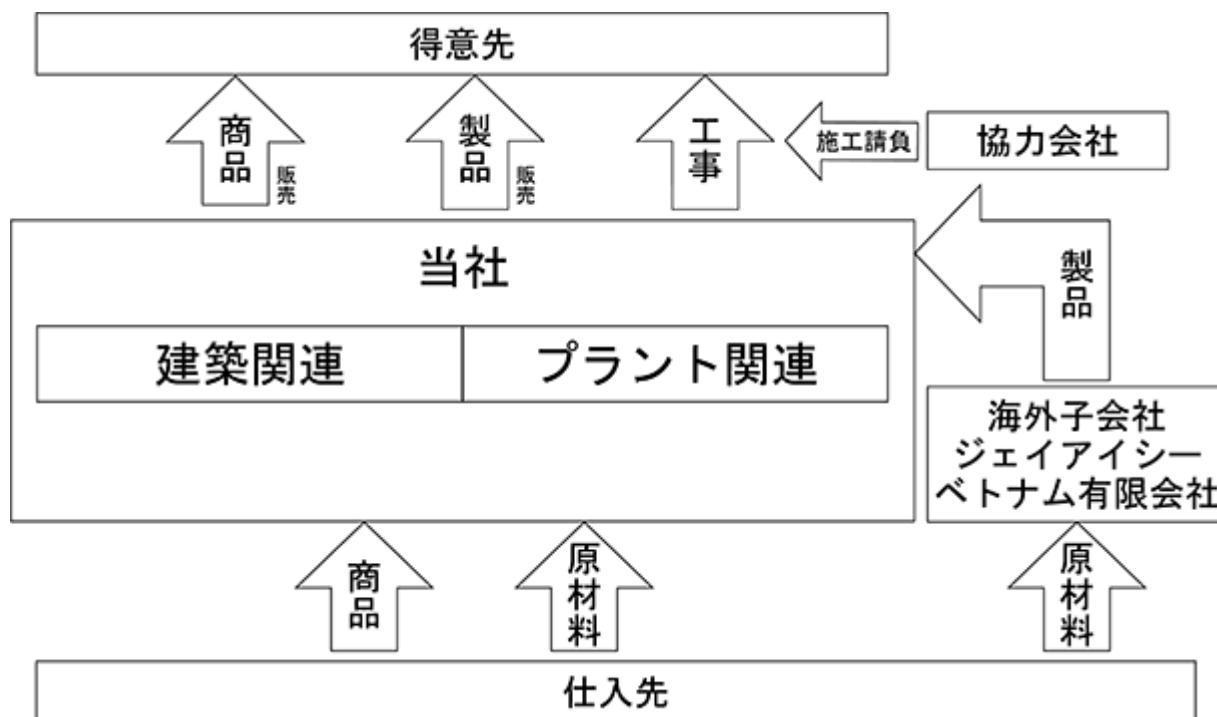 得意先
商品
販売
製品
販売
工事
施工請負
協力会社
当社
建築関連
プラント関連
製品
海外子会社
ジェイアイシー
ベトナム有限会社
商品
原材料
原材料
仕入先